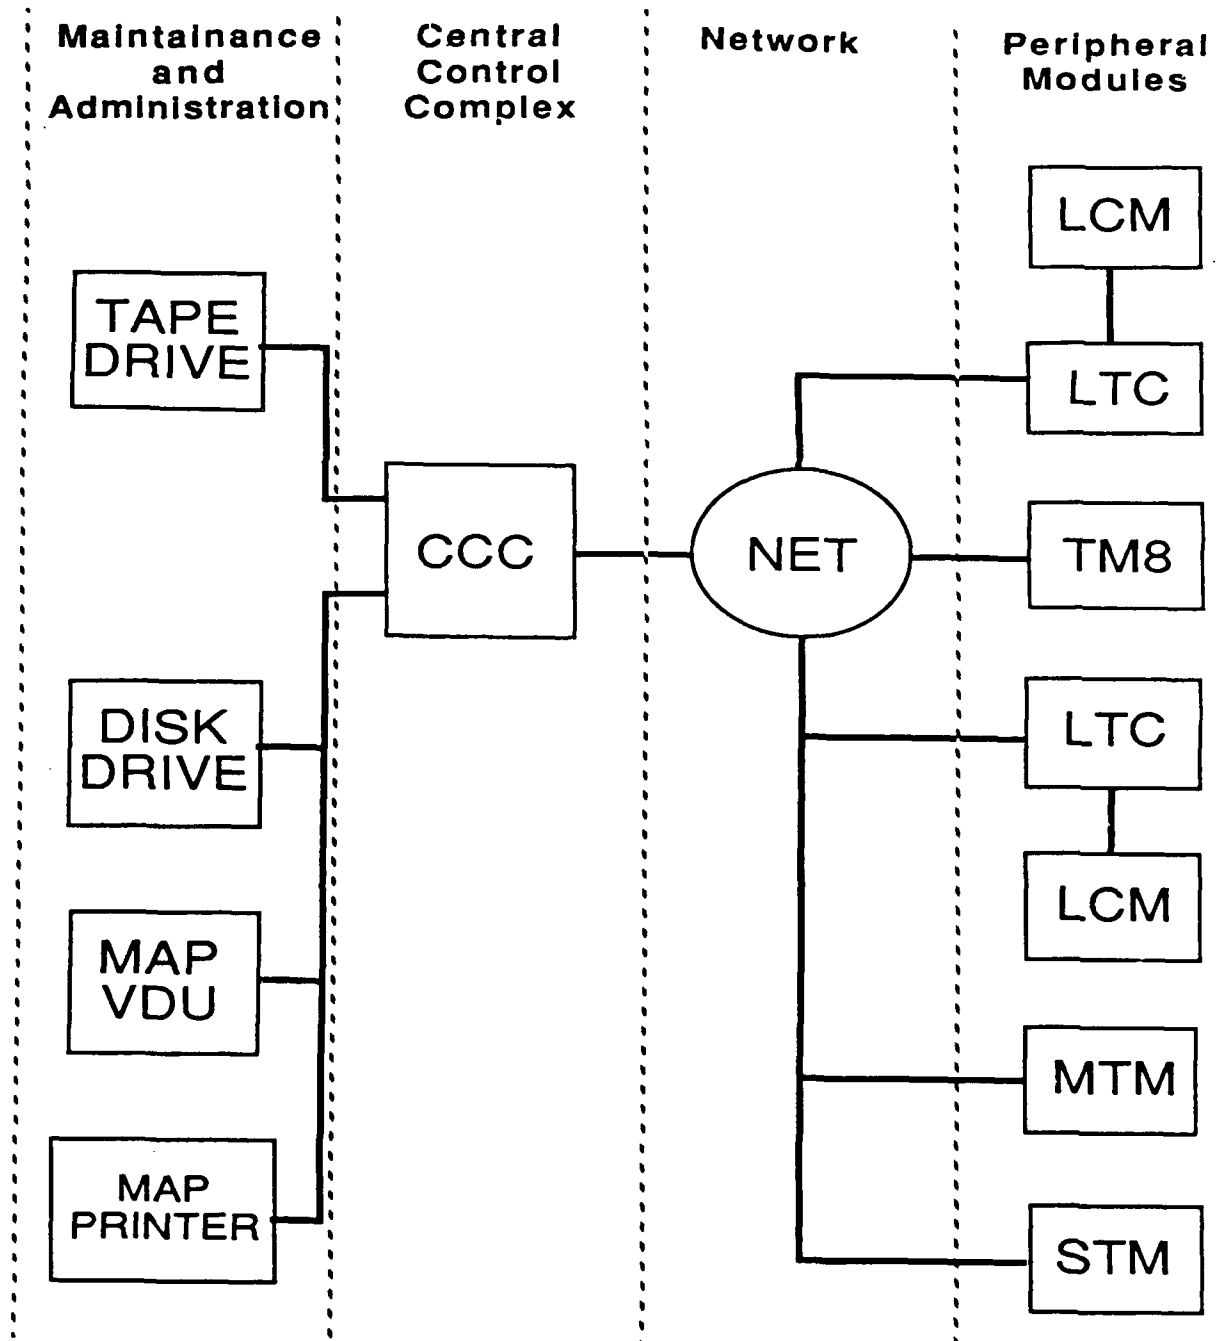 Maintainance
and
Administration
Central
Control
Complex
Network
Peripheral
Modules
TAPE
DRIVE
DISK
DRIVE
MAP
VDU
MAP
PRINTER
CCC
NET
LCM
LTC
TM8
LTC
LCM
MTM
STM